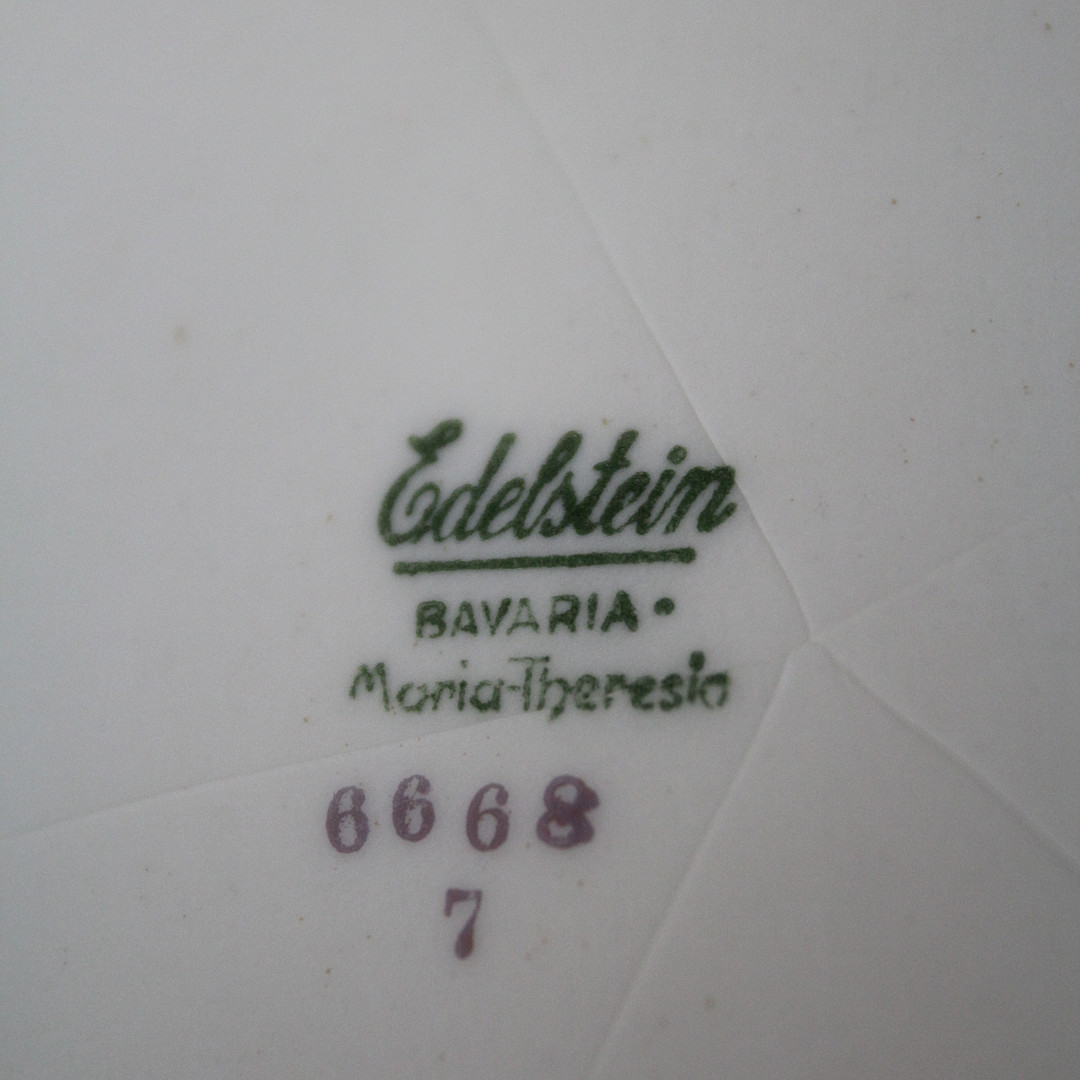 Edelstein
BAVARIA •
Maria-Theresia
6668
7